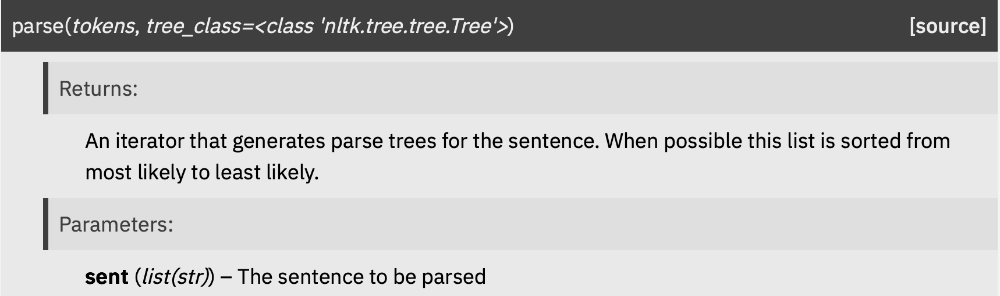 parse(tokens, tree_class=<class 'nltk.tree.tree.Tree'>) [source]
Returns:
An iterator that generates parse trees for the sentence. When possible this list is sorted from
most likely to least likely.
Parameters:
sent (list(str)) – The sentence to be parsed